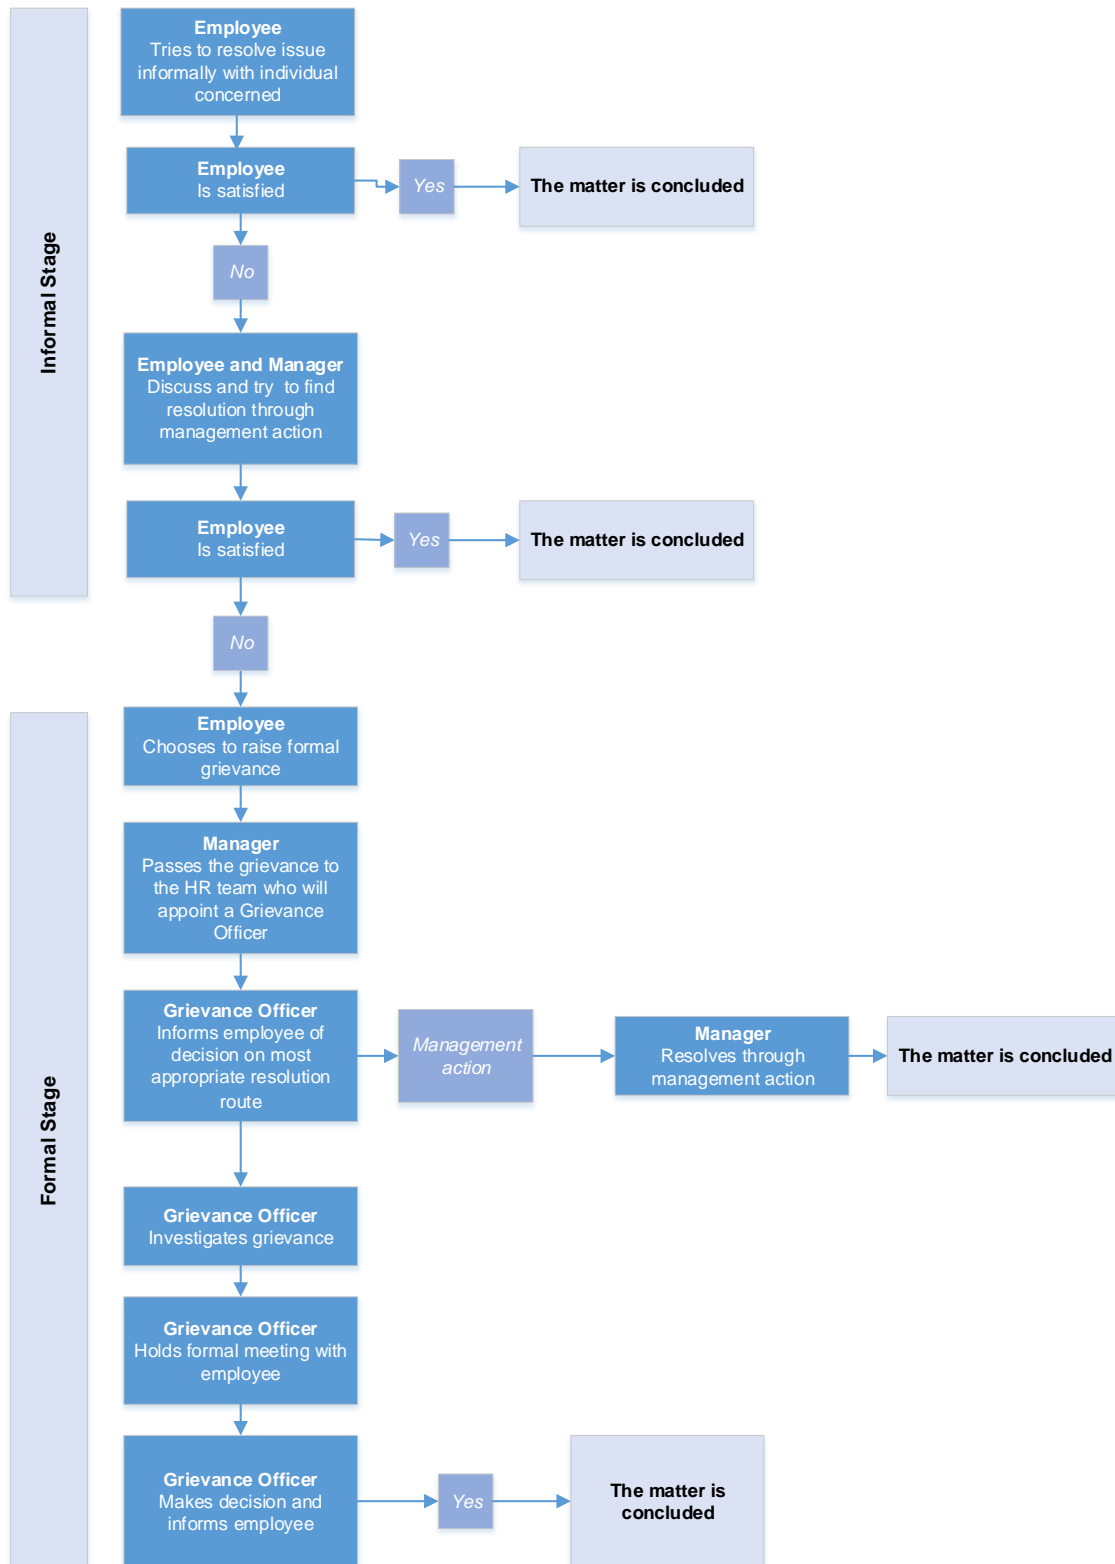 Informal Stage
Employee
Tries to resolve issue
informally with individual
concerned
Employee
Is satisfied
Yes
The matter is concluded
No
Employee and Manager
Discuss and try to find
resolution through
management action
Employee
Is satisfied
Yes
The matter is concluded
No
Formal Stage
Employee
Chooses to raise formal
grievance
Manager
Passes the grievance to
the HR team who will
appoint a Grievance
Officer
Grievance Officer
Informs employee of
decision on most
appropriate resolution
route
Management
action
Manager
Resolves through
management action
The matter is concluded
Grievance Officer
Investigates grievance
Grievance Officer
Holds formal meeting with
employee
Grievance Officer
Makes decision and
informs employee
Yes
The matter is
concluded